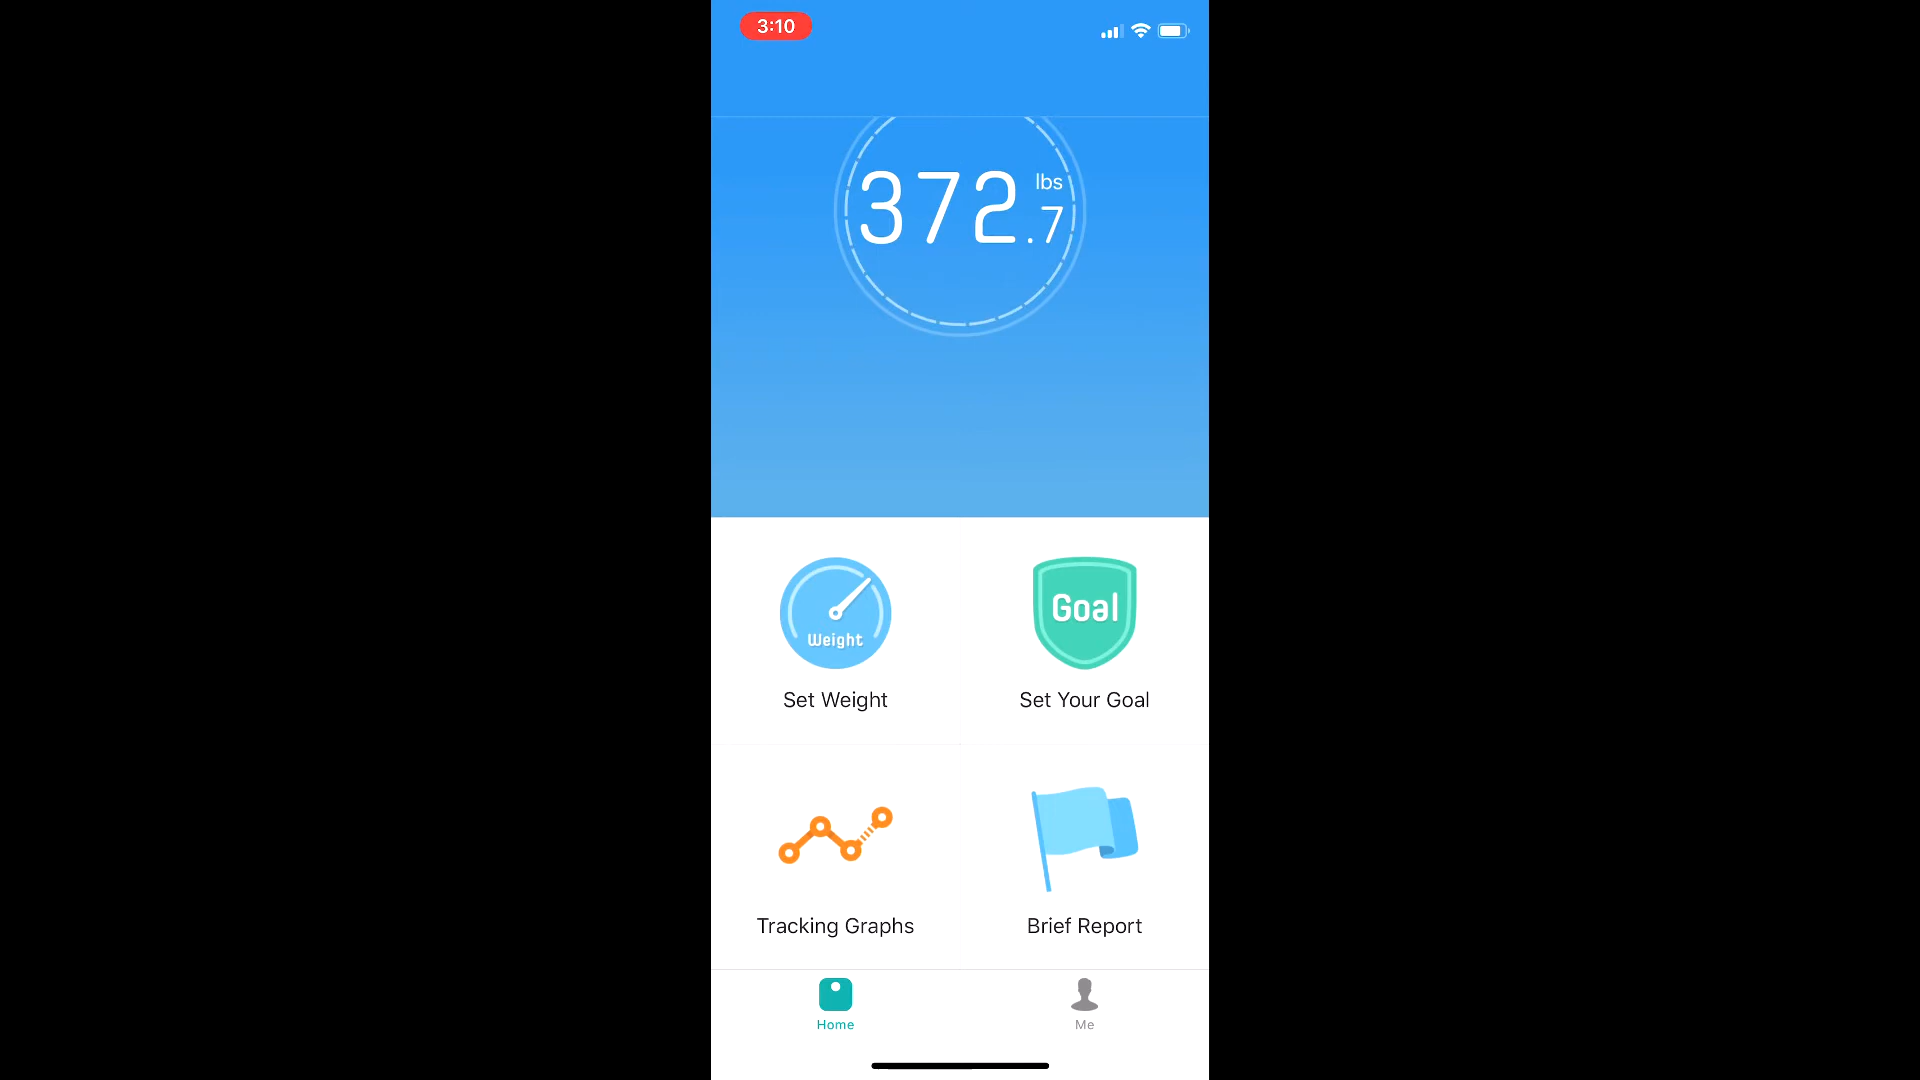 3:10
lbs
372.7
Weight
Goal
Set Weight
Set Your Goal
Tracking Graphs
Brief Report
Home
Me